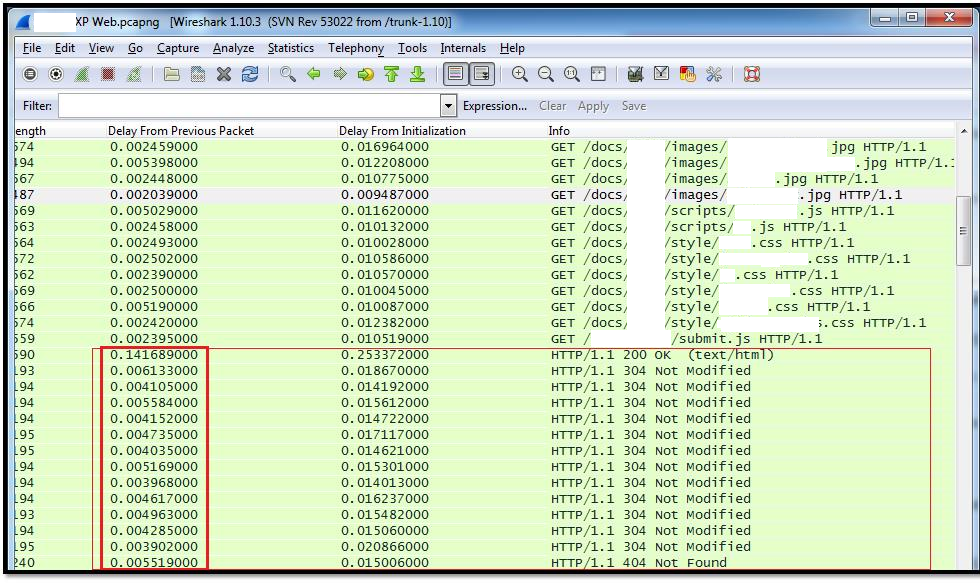 XP Web.pcapng [Wireshark 1.10.3 (SVN Rev 53022 from /trunk-1.10)]
File Edit View Go Capture Analyze Statistics Telephony Tools Internals Help
Filter: Expression... Clear Apply Save
ength Delay From Previous Packet Delay From Initialization Info
574 0.002459000 0.016964000 GET /docs/ /images/ jpg HTTP/1.1
494 0.005398000 0.012208000 GET /docs/ /images/ .jpg HTTP/1.:
567 0.002448000 0.010775000 GET /docs/ /images/ .jpg HTTP/1.1
487 0.002039000 0.009487000 GET /docs/ /images/ .jpg HTTP/1.1
569 0.005029000 0.011620000 GET /docs/ /scripts/ .js HTTP/1.1
563 0.002458000 0.010132000 GET /docs/ /scripts/ .js HTTP/1.1
564 0.002493000 0.010028000 GET /docs/ /style/ .css HTTP/1.1
572 0.002502000 0.010586000 GET /docs/ /style/ .css HTTP/1.1
562 0.002390000 0.010570000 GET /docs/ /style/ .css HTTP/1.1
569 0.002500000 0.010045000 GET /docs/ /style/ .css HTTP/1.1
566 0.005190000 0.010087000 GET /docs/ /style/ .css HTTP/1.1
574 0.002420000 0.012382000 GET /docs/ /style/ s.css HTTP/1.1
559 0.002395000 0.010519000 GET / /submit.js HTTP/1.1
590 0.141689000 0.253372000 HTTP/1.1 200 OK (text/html)
193 0.006133000 0.018670000 HTTP/1.1 304 Not Modified
194 0.004105000 0.014192000 HTTP/1.1 304 Not Modified
194 0.005584000 0.015612000 HTTP/1.1 304 Not Modified
194 0.004152000 0.014722000 HTTP/1.1 304 Not Modified
195 0.004735000 0.017117000 HTTP/1.1 304 Not Modified
195 0.004035000 0.014621000 HTTP/1.1 304 Not Modified
194 0.005169000 0.015301000 HTTP/1.1 304 Not Modified
194 0.003968000 0.014013000 HTTP/1.1 304 Not Modified
194 0.004617000 0.016237000 HTTP/1.1 304 Not Modified
193 0.004963000 0.015482000 HTTP/1.1 304 Not Modified
194 0.004285000 0.015060000 HTTP/1.1 304 Not Modified
195 0.003902000 0.020866000 HTTP/1.1 304 Not Modified
240 0.005519000 0.015006000 HTTP/1.1 404 Not Found